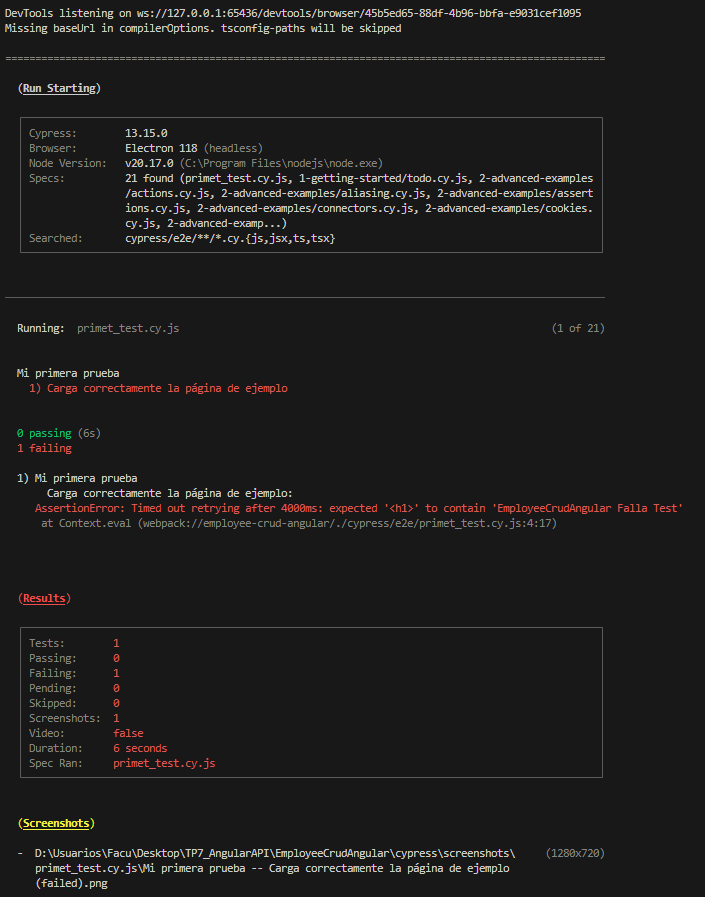 DevTools listening on ws://127.0.0.1:65436/devtools/browser/45b5ed65-88df-4b96-bbfa-e9031cef1095
Missing baseUrl in compilerOptions. tsconfig-paths will be skipped
====================================================================================================
(Run Starting)
Cypress: 13.15.0
Browser: Electron 118 (headless)
Node Version: v20.17.0 (C:\Program Files\nodejs\node.exe)
Specs: 21 found (primet_test.cy.js, 1-getting-started/todo.cy.js, 2-advanced-examples
/actions.cy.js, 2-advanced-examples/aliasing.cy.js, 2-advanced-examples/assert
ions.cy.js, 2-advanced-examples/connectors.cy.js, 2-advanced-examples/cookies.
cy.js, 2-advanced-examp...)
Searched: cypress/e2e/**/*.cy.{js,jsx,ts,tsx}
Running: primet_test.cy.js (1 of 21)
Mi primera prueba
1) Carga correctamente la página de ejemplo
0 passing (6s)
1 failing
1) Mi primera prueba
Carga correctamente la página de ejemplo:
AssertionError: Timed out retrying after 4000ms: expected '<h1>' to contain 'EmployeeCrudAngular Falla Test'
at Context.eval (webpack://employee-crud-angular/./cypress/e2e/primet_test.cy.js:4:17)
(Results)
Tests: 1
Passing: 0
Failing: 1
Pending: 0
Skipped: 0
Screenshots: 1
Video: false
Duration: 6 seconds
Spec Ran: primet_test.cy.js
(Screenshots)
- D:\Usuarios\Facu\Desktop\TP7_AngularAPI\EmployeeCrudAngular\cypress\screenshots\ (1280x720)
primet_test.cy.js\Mi primera prueba -- Carga correctamente la página de ejemplo
(failed).png